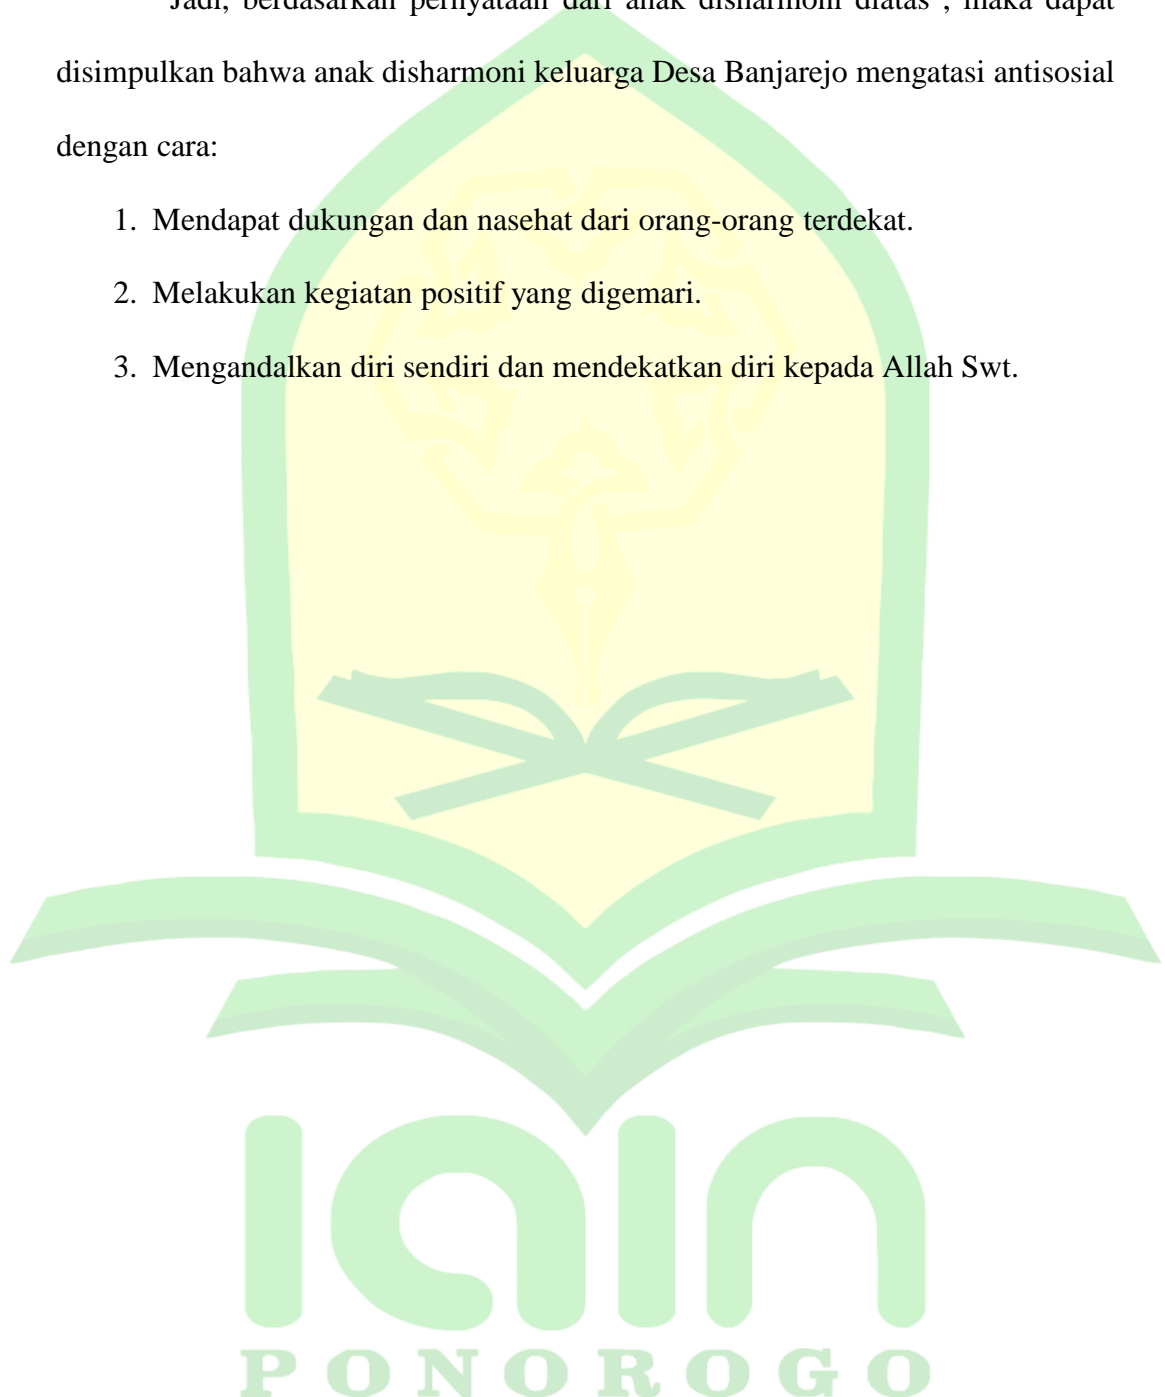 Jadi, berdasarkan pernyataan dari anak disharmoni diatas , maka dapat
disimpulkan bahwa anak disharmoni keluarga Desa Banjarejo mengatasi antisosial
dengan cara:
1. Mendapat dukungan dan nasehat dari orang-orang terdekat.
2. Melakukan kegiatan positif yang digemari.
3. Mengandalkan diri sendiri dan mendekatkan diri kepada Allah Swt.
iain
PONOROGO